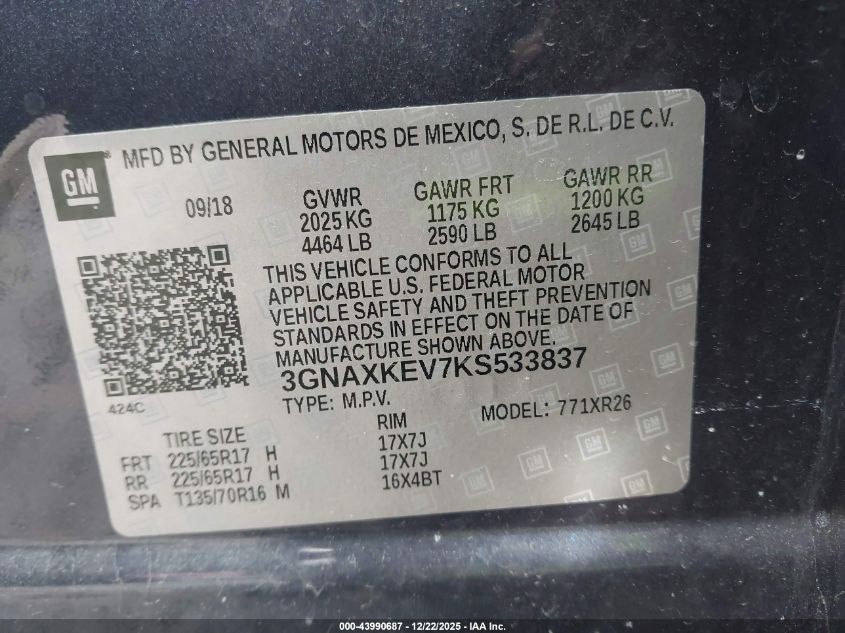 GM
MFD BY GENERAL MOTORS DE MEXICO, S. DE R.L. DE C.V.
09/18 GVWR GAWR FRT GAWR RR
2025 KG 1175 KG 1200 KG
4464 LB 2590 LB 2645 LB
THIS VEHICLE CONFORMS TO ALL
APPLICABLE U.S. FEDERAL MOTOR
VEHICLE SAFETY AND THEFT PREVENTION
STANDARDS IN EFFECT ON THE DATE OF
MANUFACTURE SHOWN ABOVE.
3GNAXKEV7KS533837
424C
TYPE: M.P.V. MODEL: 771XR26
TIRE SIZE RIM
FRT 225/65R17 H 17X7J
RR 225/65R17 H 17X7J
SPA T135/70R16 M 16X4BT
000-43990687 - 12/22/2025 - IAA Inc.